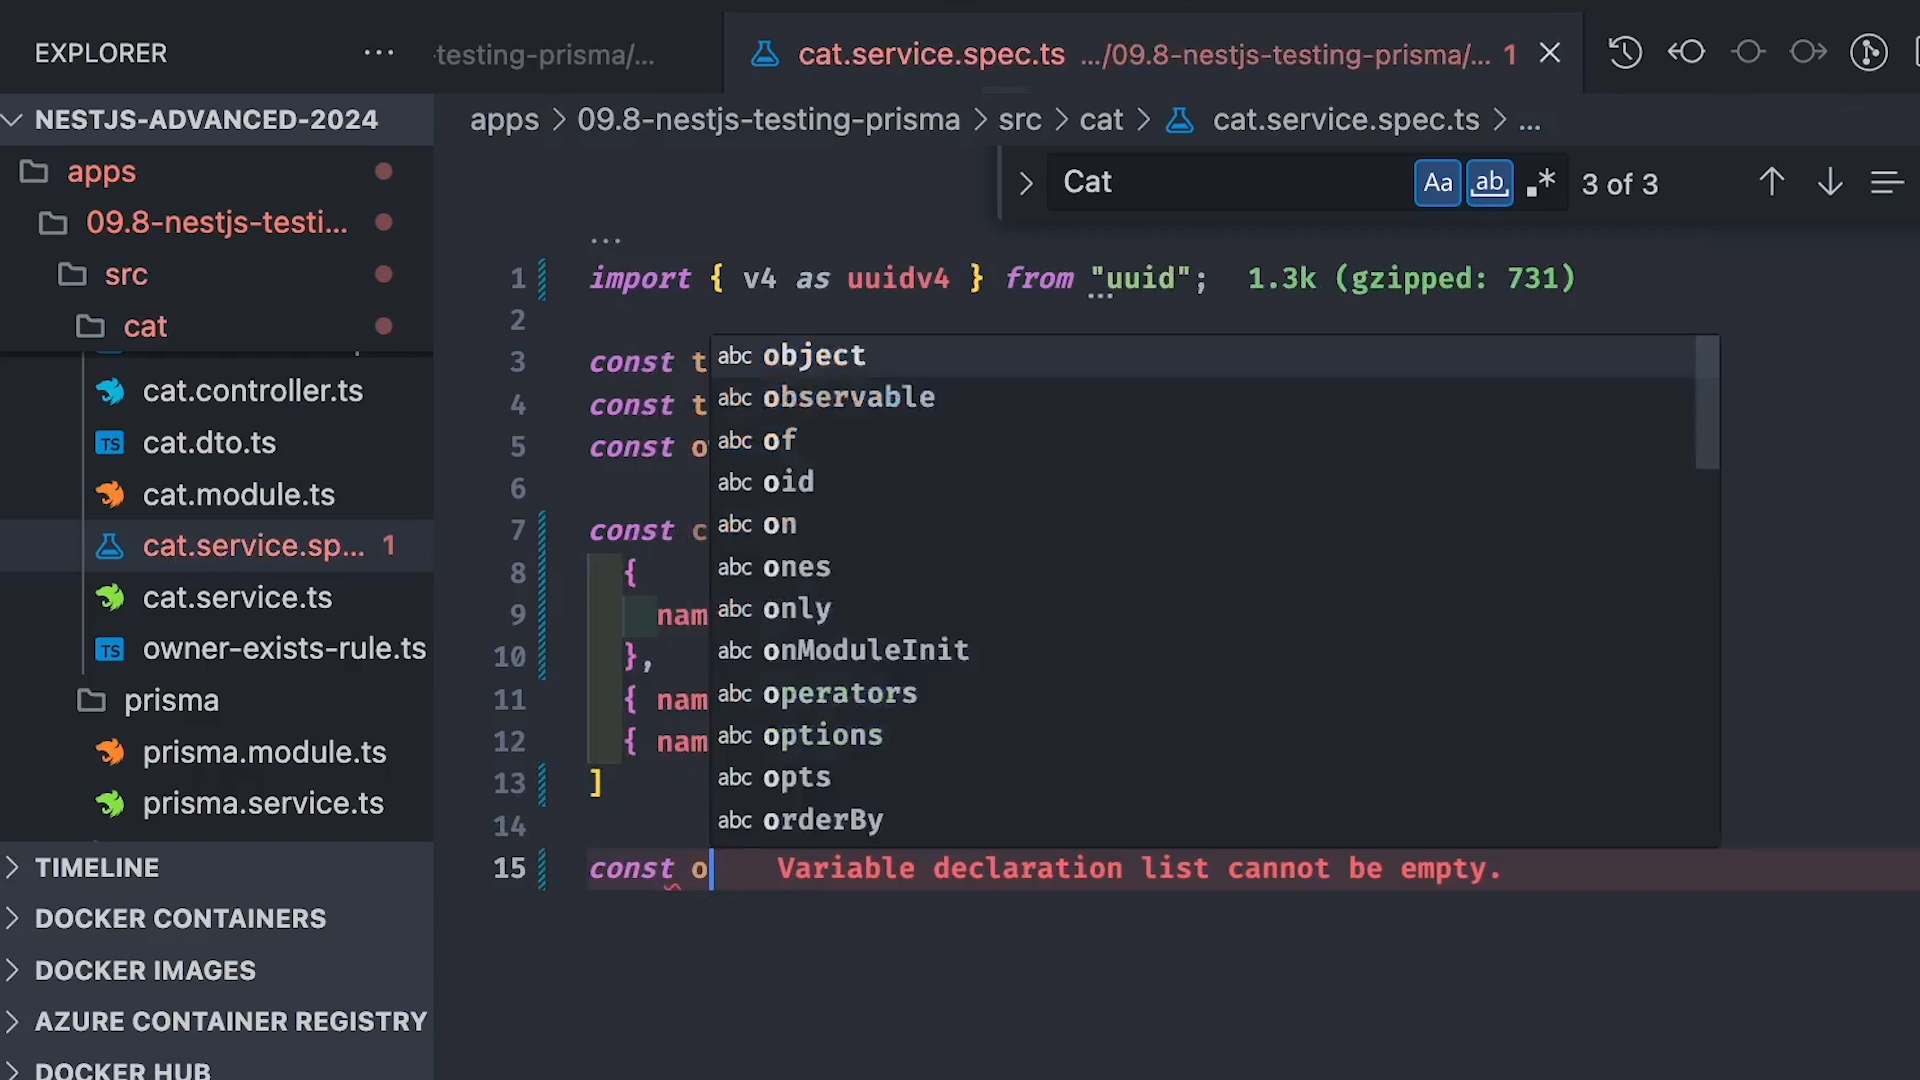 EXPLORER
...
NESTJS-ADVANCED-2024
apps
09.8-nestjs-testi...
src
cat
cat.controller.ts
cat.dto.ts
cat.module.ts
cat.service.sp... 1
cat.service.ts
owner-exists-rule.ts
prisma
prisma.module.ts
prisma.service.ts
TIMELINE
DOCKER CONTAINERS
DOCKER IMAGES
AZURE CONTAINER REGISTRY
DOCKER HUB
testing-prisma/...
cat.service.spec.ts .../09.8-nestjs-testing-prisma/... 1
apps > 09.8-nestjs-testing-prisma > src > cat > cat.service.spec.ts > ...
Cat Aa ab .* 3 of 3
...
1 import { v4 as uuidv4 } from "uuid"; 1.3k (gzipped: 731)
2
3 const t
4 const t
5 const o
6
7 const c
8 {
9 nam
10 },
11 { nam
12 { nam
13 ]
14
15 const o Variable declaration list cannot be empty.
abc object
abc observable
abc of
abc oid
abc on
abc ones
abc only
abc onModuleInit
abc operators
abc options
abc opts
abc orderBy